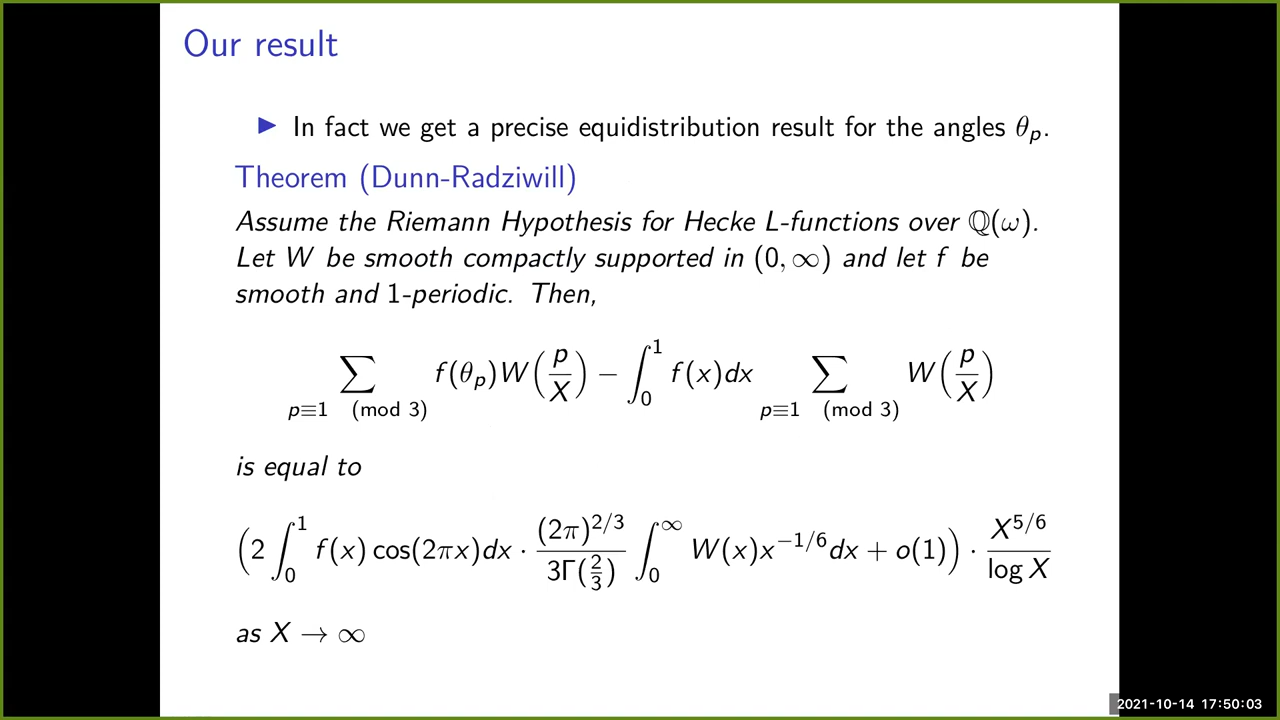 Our result
▶ In fact we get a precise equidistribution result for the angles θ_p.
Theorem (Dunn-Radziwill)
Assume the Riemann Hypothesis for Hecke L-functions over ℚ(ω).
Let W be smooth compactly supported in (0, ∞) and let f be
smooth and 1-periodic. Then,
∑_{p≡1 (mod 3)} f(θ_p)W(p/X) − ∫_0^1 f(x)dx ∑_{p≡1 (mod 3)} W(p/X)
is equal to
(2 ∫_0^1 f(x) cos(2πx)dx · (2π)^{2/3}/3Γ(2/3) ∫_0^∞ W(x)x^{−1/6}dx + o(1)) · X^{5/6}/log X
as X → ∞
2021-10-14 17:50:03